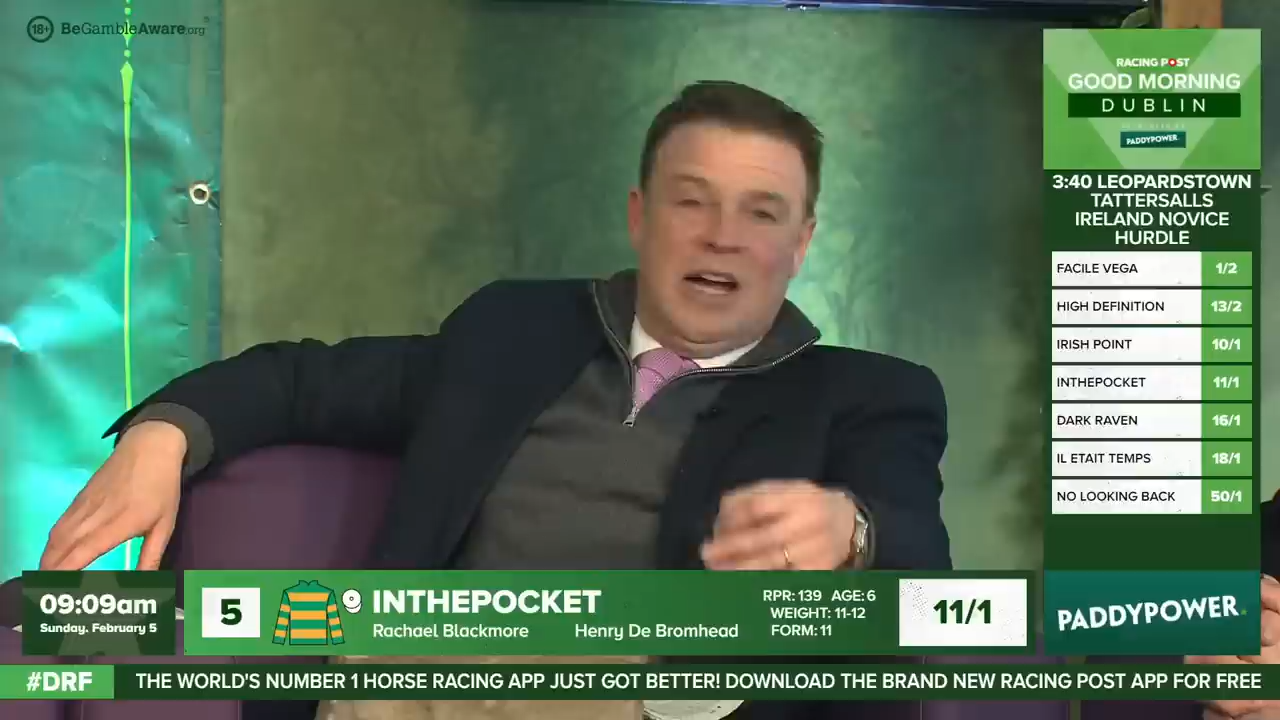 18+ BeGambleAware.org
RACING POST
GOOD MORNING
DUBLIN
PADDYPOWER
3:40 LEOPARDSTOWN
TATTERSALLS
IRELAND NOVICE
HURDLE
FACILE VEGA 1/2
HIGH DEFINITION 13/2
IRISH POINT 10/1
INTHEPOCKET 11/1
DARK RAVEN 16/1
IL ETAIT TEMPS 18/1
NO LOOKING BACK 50/1
09:09am
Sunday, February 5
5
INTHEPOCKET
Rachael Blackmore Henry De Bromhead
RPR: 139 AGE: 6
WEIGHT: 11-12
FORM: 11
11/1
PADDYPOWER.
#DRF THE WORLD'S NUMBER 1 HORSE RACING APP JUST GOT BETTER! DOWNLOAD THE BRAND NEW RACING POST APP FOR FREE